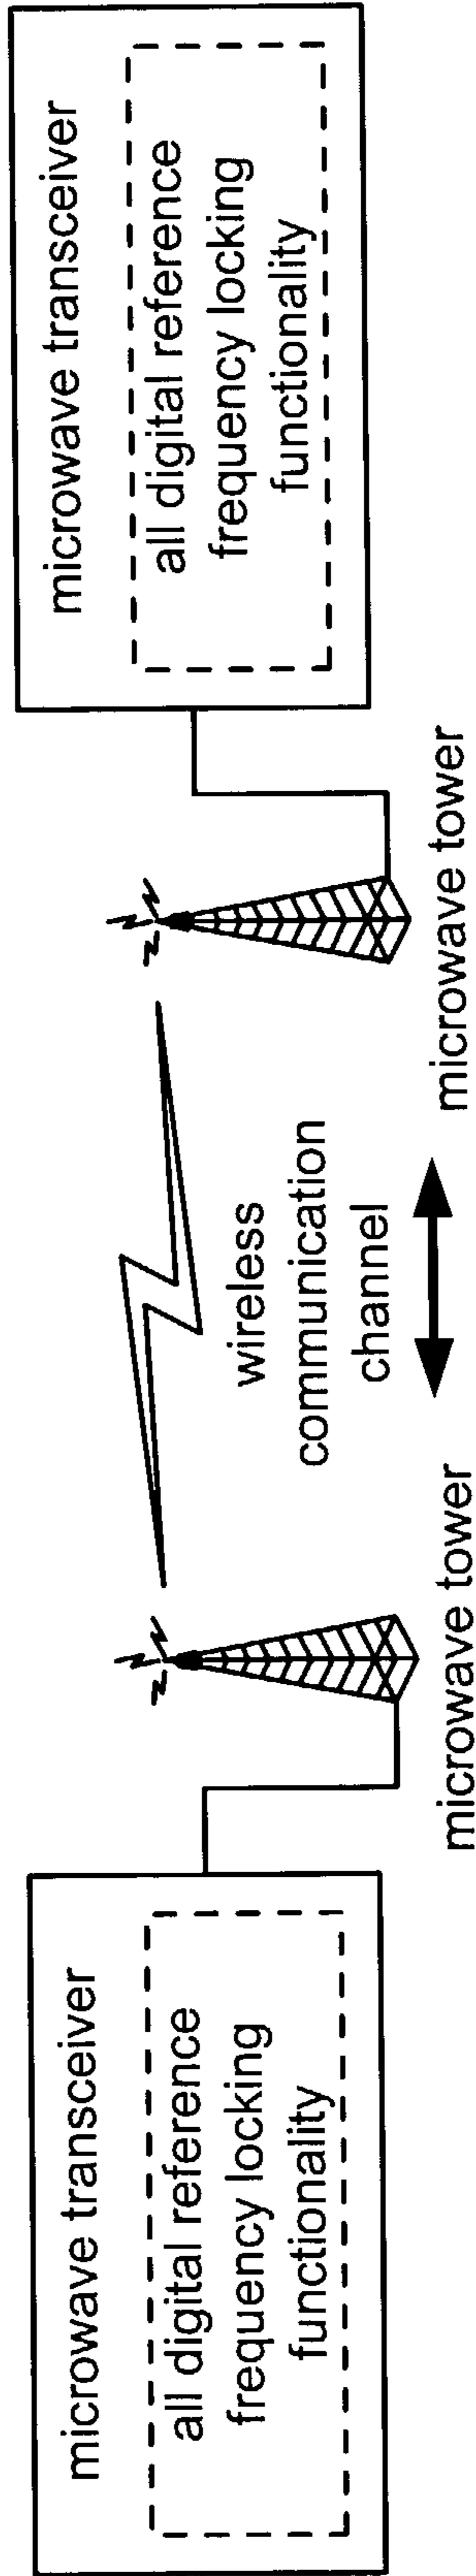 microwave transceiver
all digital reference
frequency locking
functionality
microwave tower
wireless
communication
channel
microwave tower
microwave transceiver
all digital reference
frequency locking
functionality